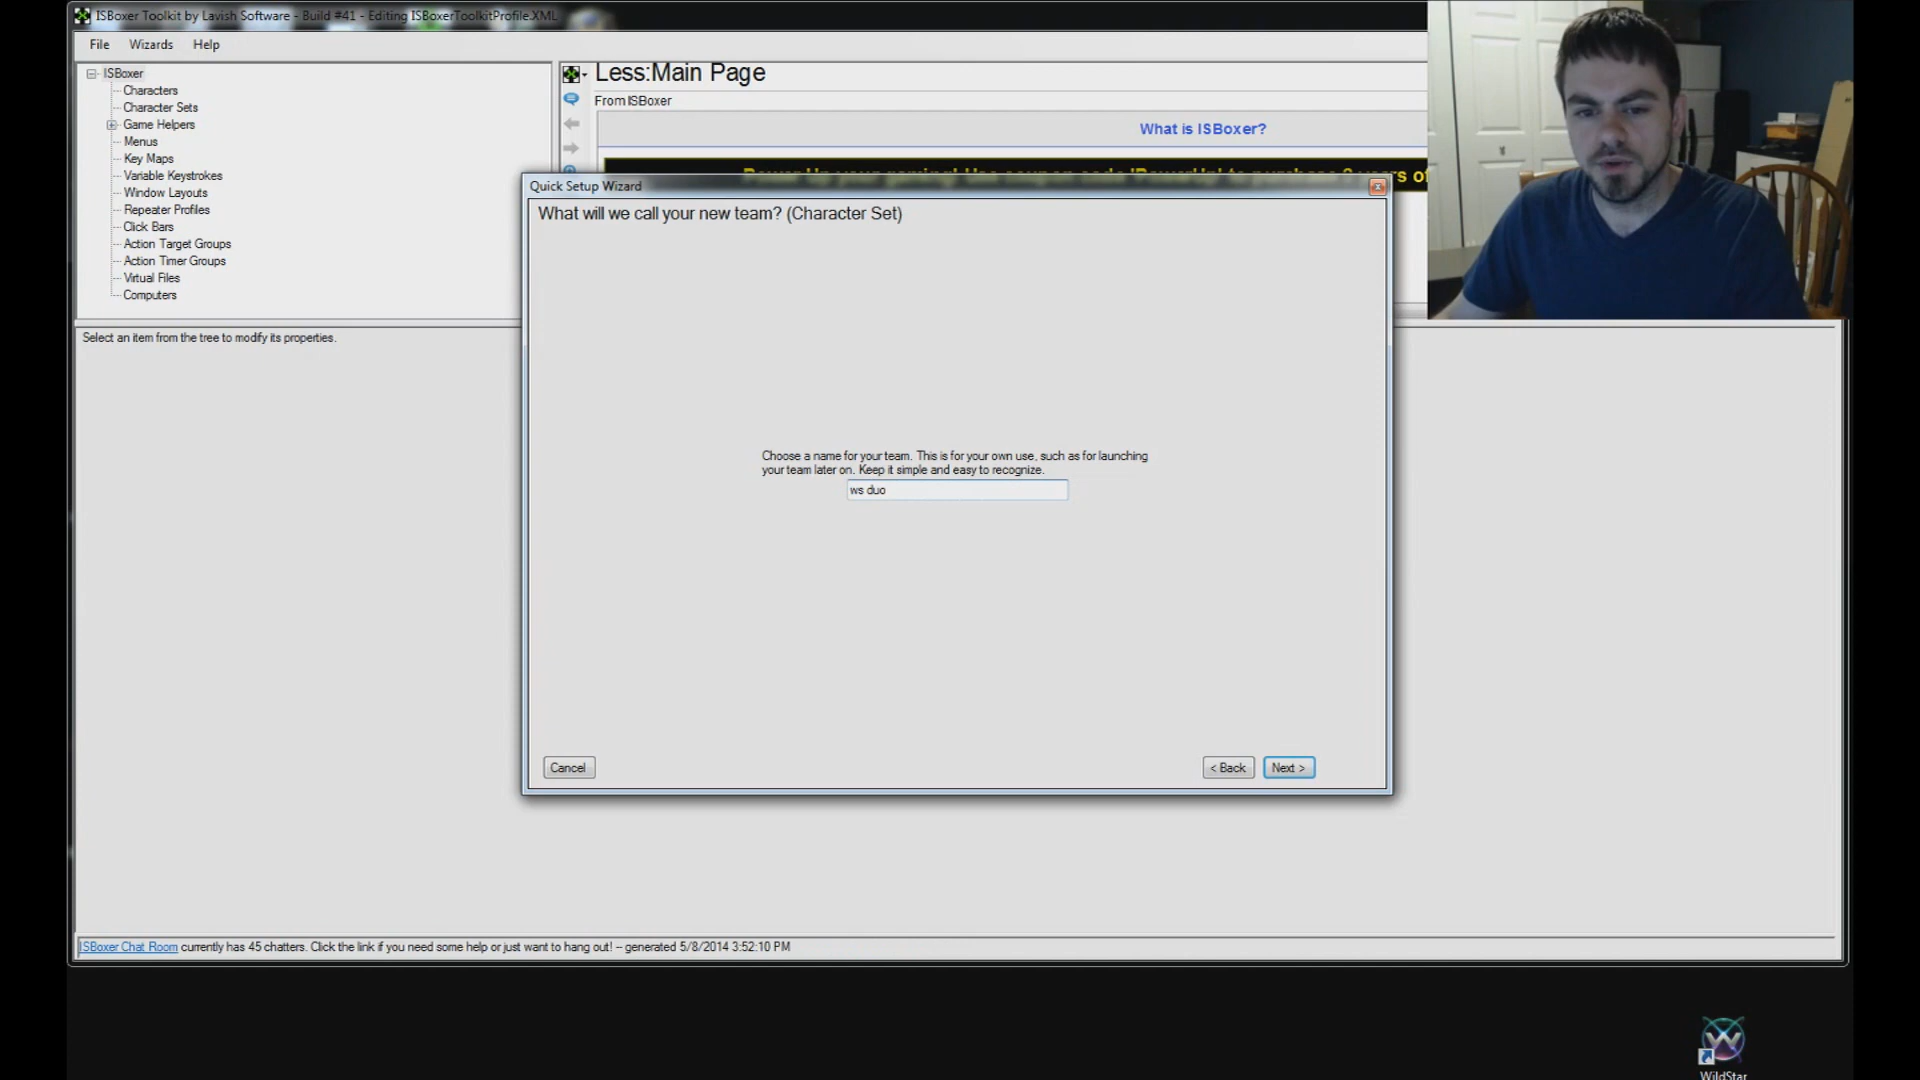 ISBoxer Toolkit by Lavish Software - Build #41 - Editing ISBoxerToolkitProfile.XML
File Wizards Help
ISBoxer
Characters
Character Sets
Game Helpers
Menus
Key Maps
Variable Keystrokes
Window Layouts
Repeater Profiles
Click Bars
Action Target Groups
Action Timer Groups
Virtual Files
Computers
Less:Main Page
From ISBoxer
What is ISBoxer?
Quick Setup Wizard
What will we call your new team? (Character Set)
Choose a name for your team. This is for your own use, such as for launching
your team later on. Keep it simple and easy to recognize.
ws duo
Cancel
< Back
Next >
Select an item from the tree to modify its properties.
ISBoxer Chat Room currently has 45 chatters. Click the link if you need some help or just want to hang out! -- generated 5/8/2014 3:52:10 PM
WildStar